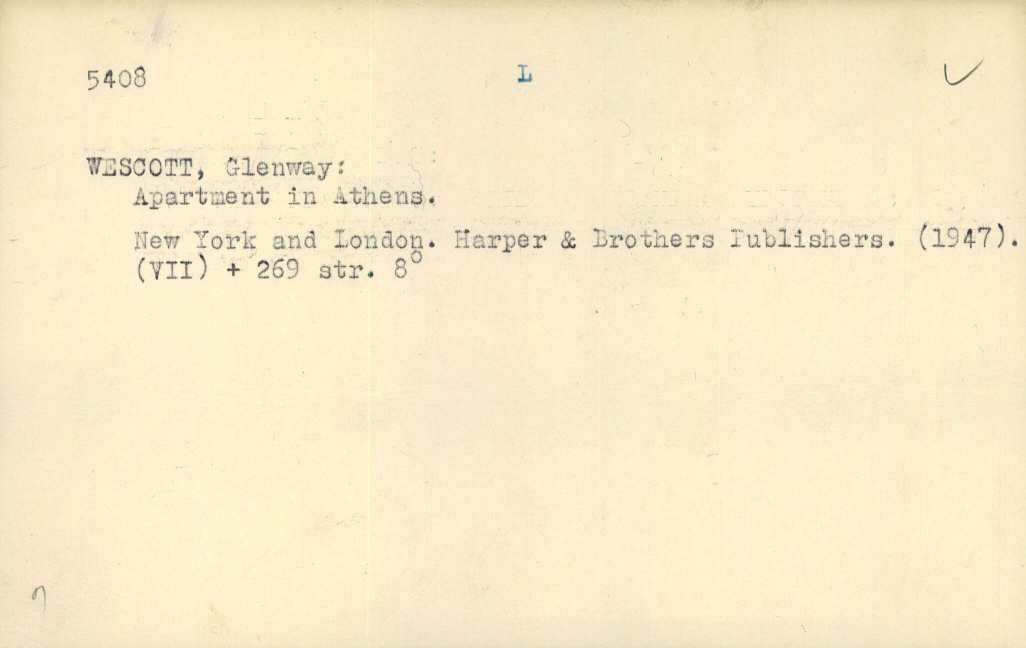 5408 L
WESCOTT, Glenway:
Apartment in Athens.
New York and London. Harper & Brothers Publishers. (1947).
(VII) + 269 str. 8°